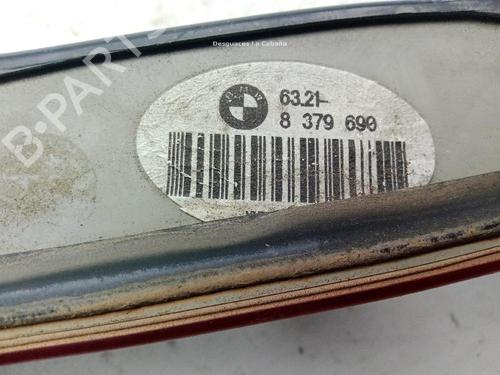 Desguaces La Cabaña
B-PARTS
BMW
63.21-
8 379 690